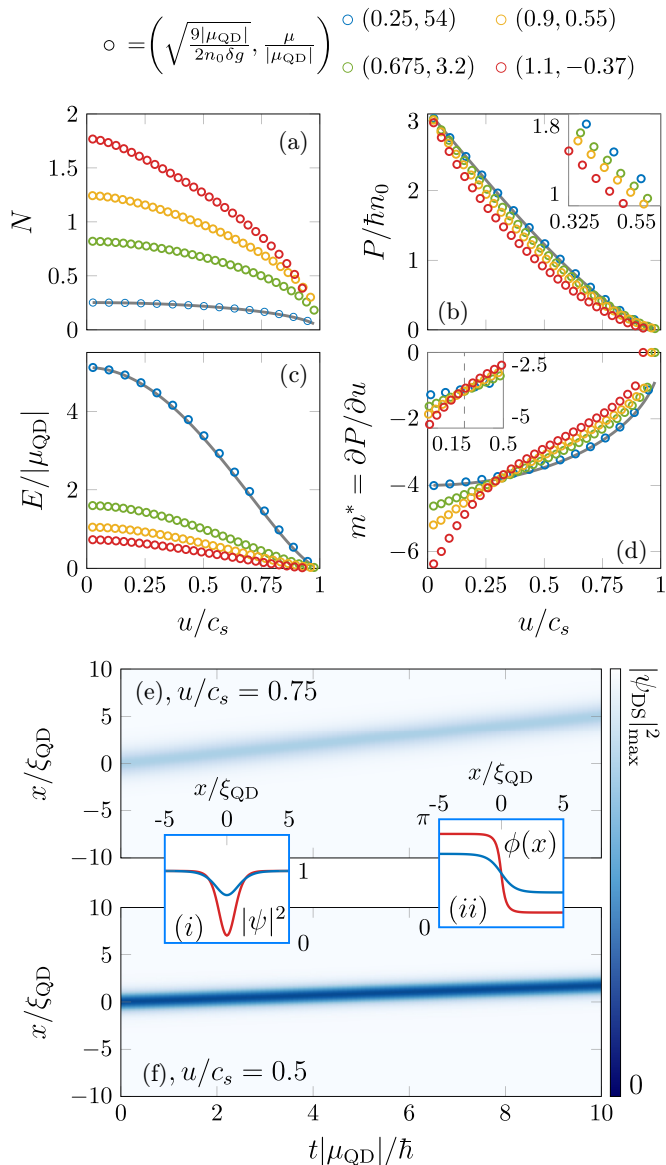 ○ = ( √(9|μ_QD| / 2n_0δg), μ / |μ_QD| ) ○ (0.25, 54) ○ (0.9, 0.55)
○ (0.675, 3.2) ○ (1.1, −0.37)
2
1.5
1
0.5
0
N
(a)
3
2
1
0
P/ħn_0
(b)
1.8
1
0.325 0.55
4
2
0
E/|μ_QD|
(c)
0 0.25 0.5 0.75 1
u/c_s
0
−2
−4
−6
m* = ∂P/∂u
(d)
-2.5
-5
0.15 0.5
0 0.25 0.5 0.75 1
u/c_s
10
5
0
−5
−10
x/ξ_QD
(e), u/c_s = 0.75
|ψ_DS|²_max
x/ξ_QD
-5 0 5
1
0
|ψ|²
(i)
x/ξ_QD
-5 0 5
π
0
ϕ(x)
(ii)
10
5
0
−5
−10
x/ξ_QD
(f), u/c_s = 0.5
0
0 2 4 6 8 10
t|μ_QD|/ħ